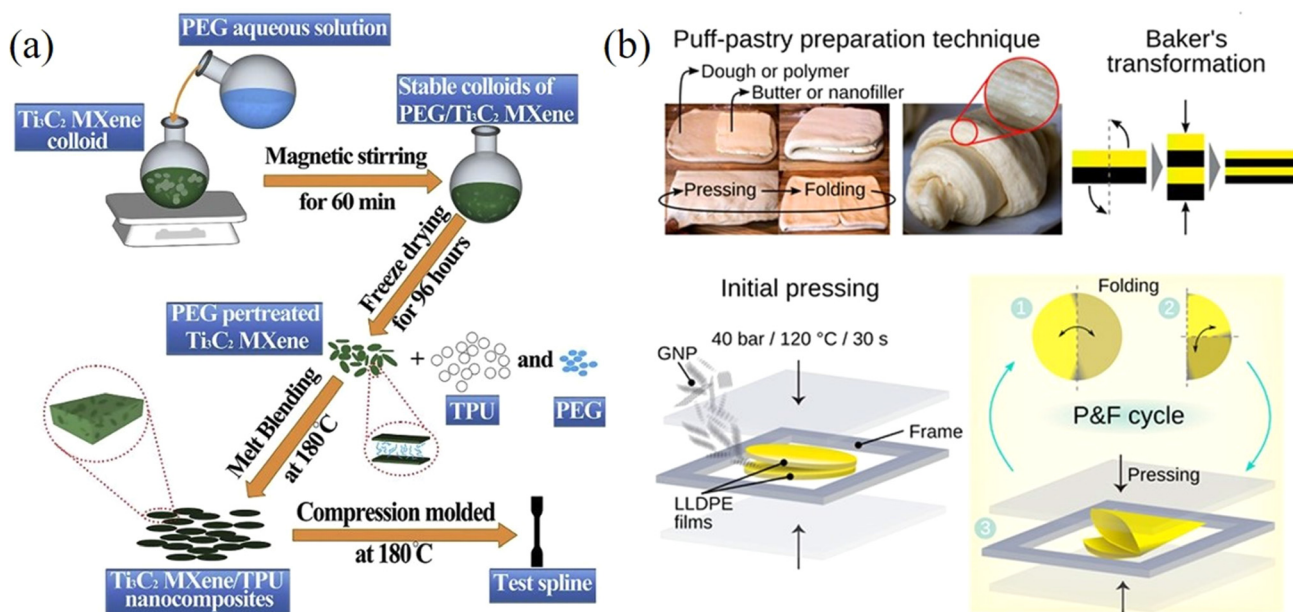 (a)
PEG aqueous solution
Ti₃C₂ MXene
colloid
Stable colloids of
PEG/Ti₃C₂ MXene
Magnetic stirring
for 60 min
Freeze drying
for 96 hours
PEG pertreated
Ti₃C₂ MXene
+
and
TPU
PEG
Melt Blending
at 180℃
Compression molded
at 180℃
Ti₃C₂ MXene/TPU
nanocomposites
Test spline
(b)
Puff-pastry preparation technique
Dough or polymer
Butter or nanofiller
Pressing
Folding
Baker's
transformation
Initial pressing
40 bar / 120 °C / 30 s
GNP
Frame
LLDPE
films
1
Folding
2
P&F cycle
Pressing
3